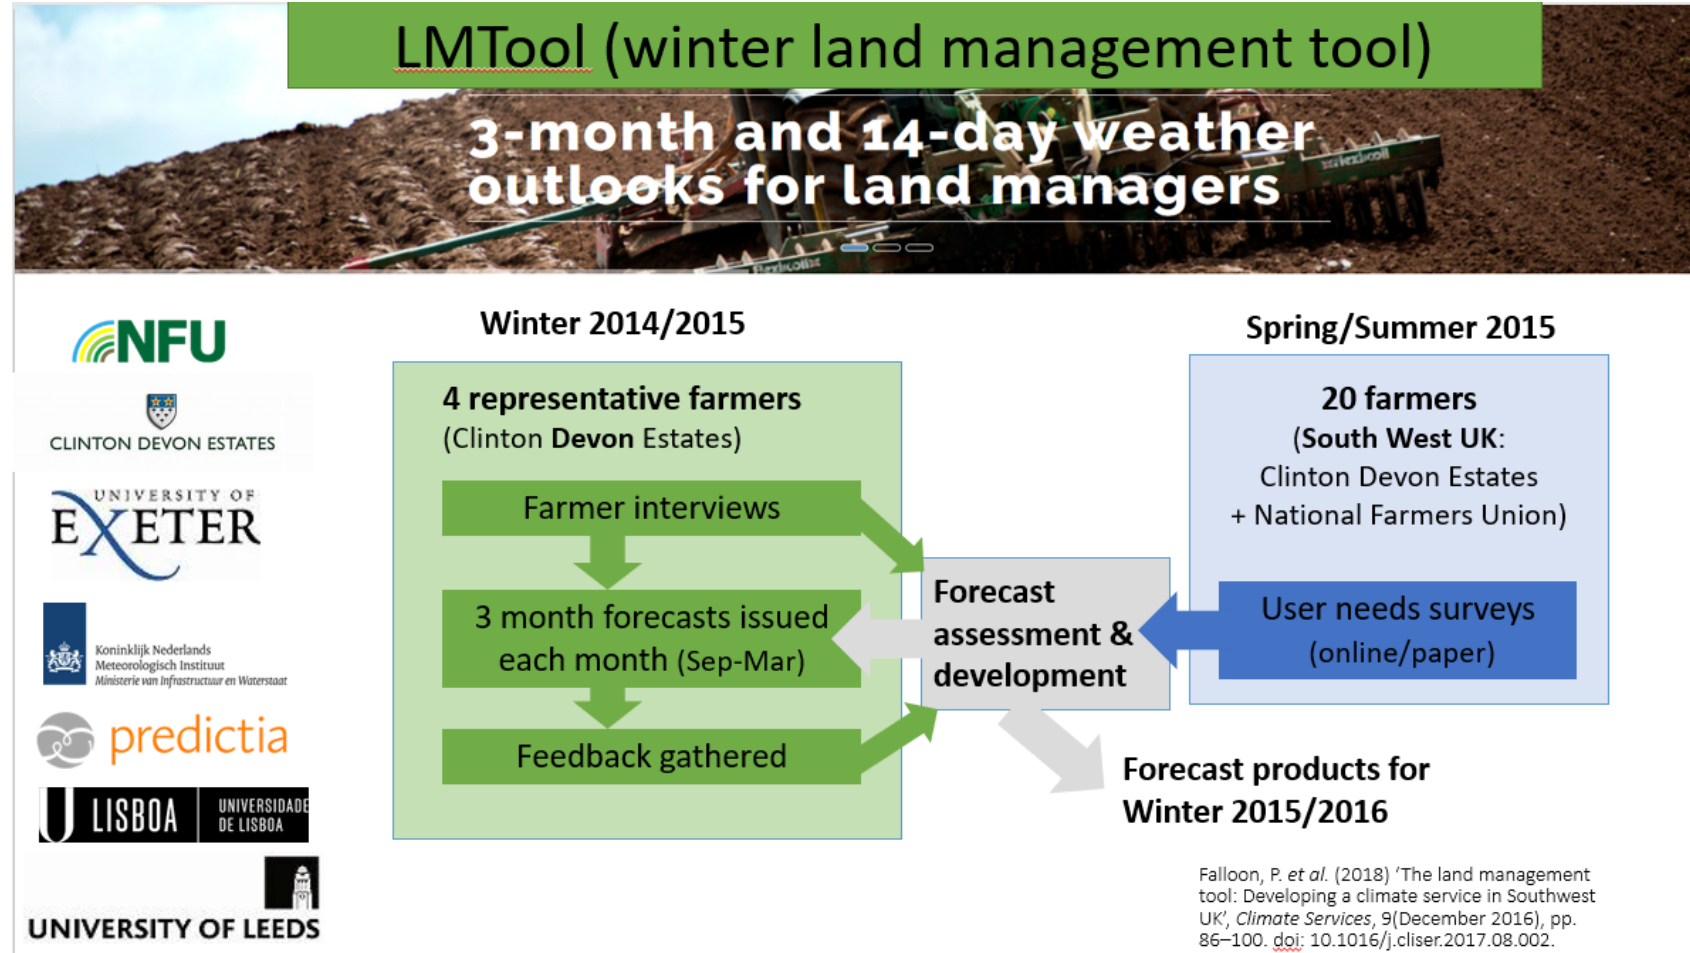 LMTool (winter land management tool)
3-month and 14-day weather
outlooks for land managers
flexicoil
flexicoil
NFU
CLINTON DEVON ESTATES
UNIVERSITY OF
EXETER
Koninklijk Nederlands
Meteorologisch Instituut
Ministerie van Infrastructuur en Waterstaat
predictia
LISBOA
UNIVERSIDADE
DE LISBOA
UNIVERSITY OF LEEDS
Winter 2014/2015
4 representative farmers
(Clinton Devon Estates)
Farmer interviews
3 month forecasts issued
each month (Sep-Mar)
Feedback gathered
Forecast
assessment &
development
Spring/Summer 2015
20 farmers
(South West UK:
Clinton Devon Estates
+ National Farmers Union)
User needs surveys
(online/paper)
Forecast products for
Winter 2015/2016
Falloon, P. et al. (2018) ‘The land management
tool: Developing a climate service in Southwest
UK’, Climate Services, 9(December 2016), pp.
86–100. doi: 10.1016/j.cliser.2017.08.002.